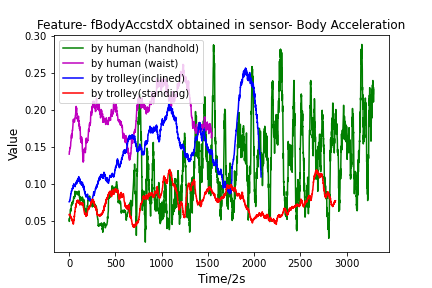 Feature- fBodyAccstdX obtained in sensor- Body Acceleration
by human (handhold)
by human (waist)
by trolley(inclined)
by trolley(standing)
Value
0.30
0.25
0.20
0.15
0.10
0.05
0 500 1000 1500 2000 2500 3000
Time/2s